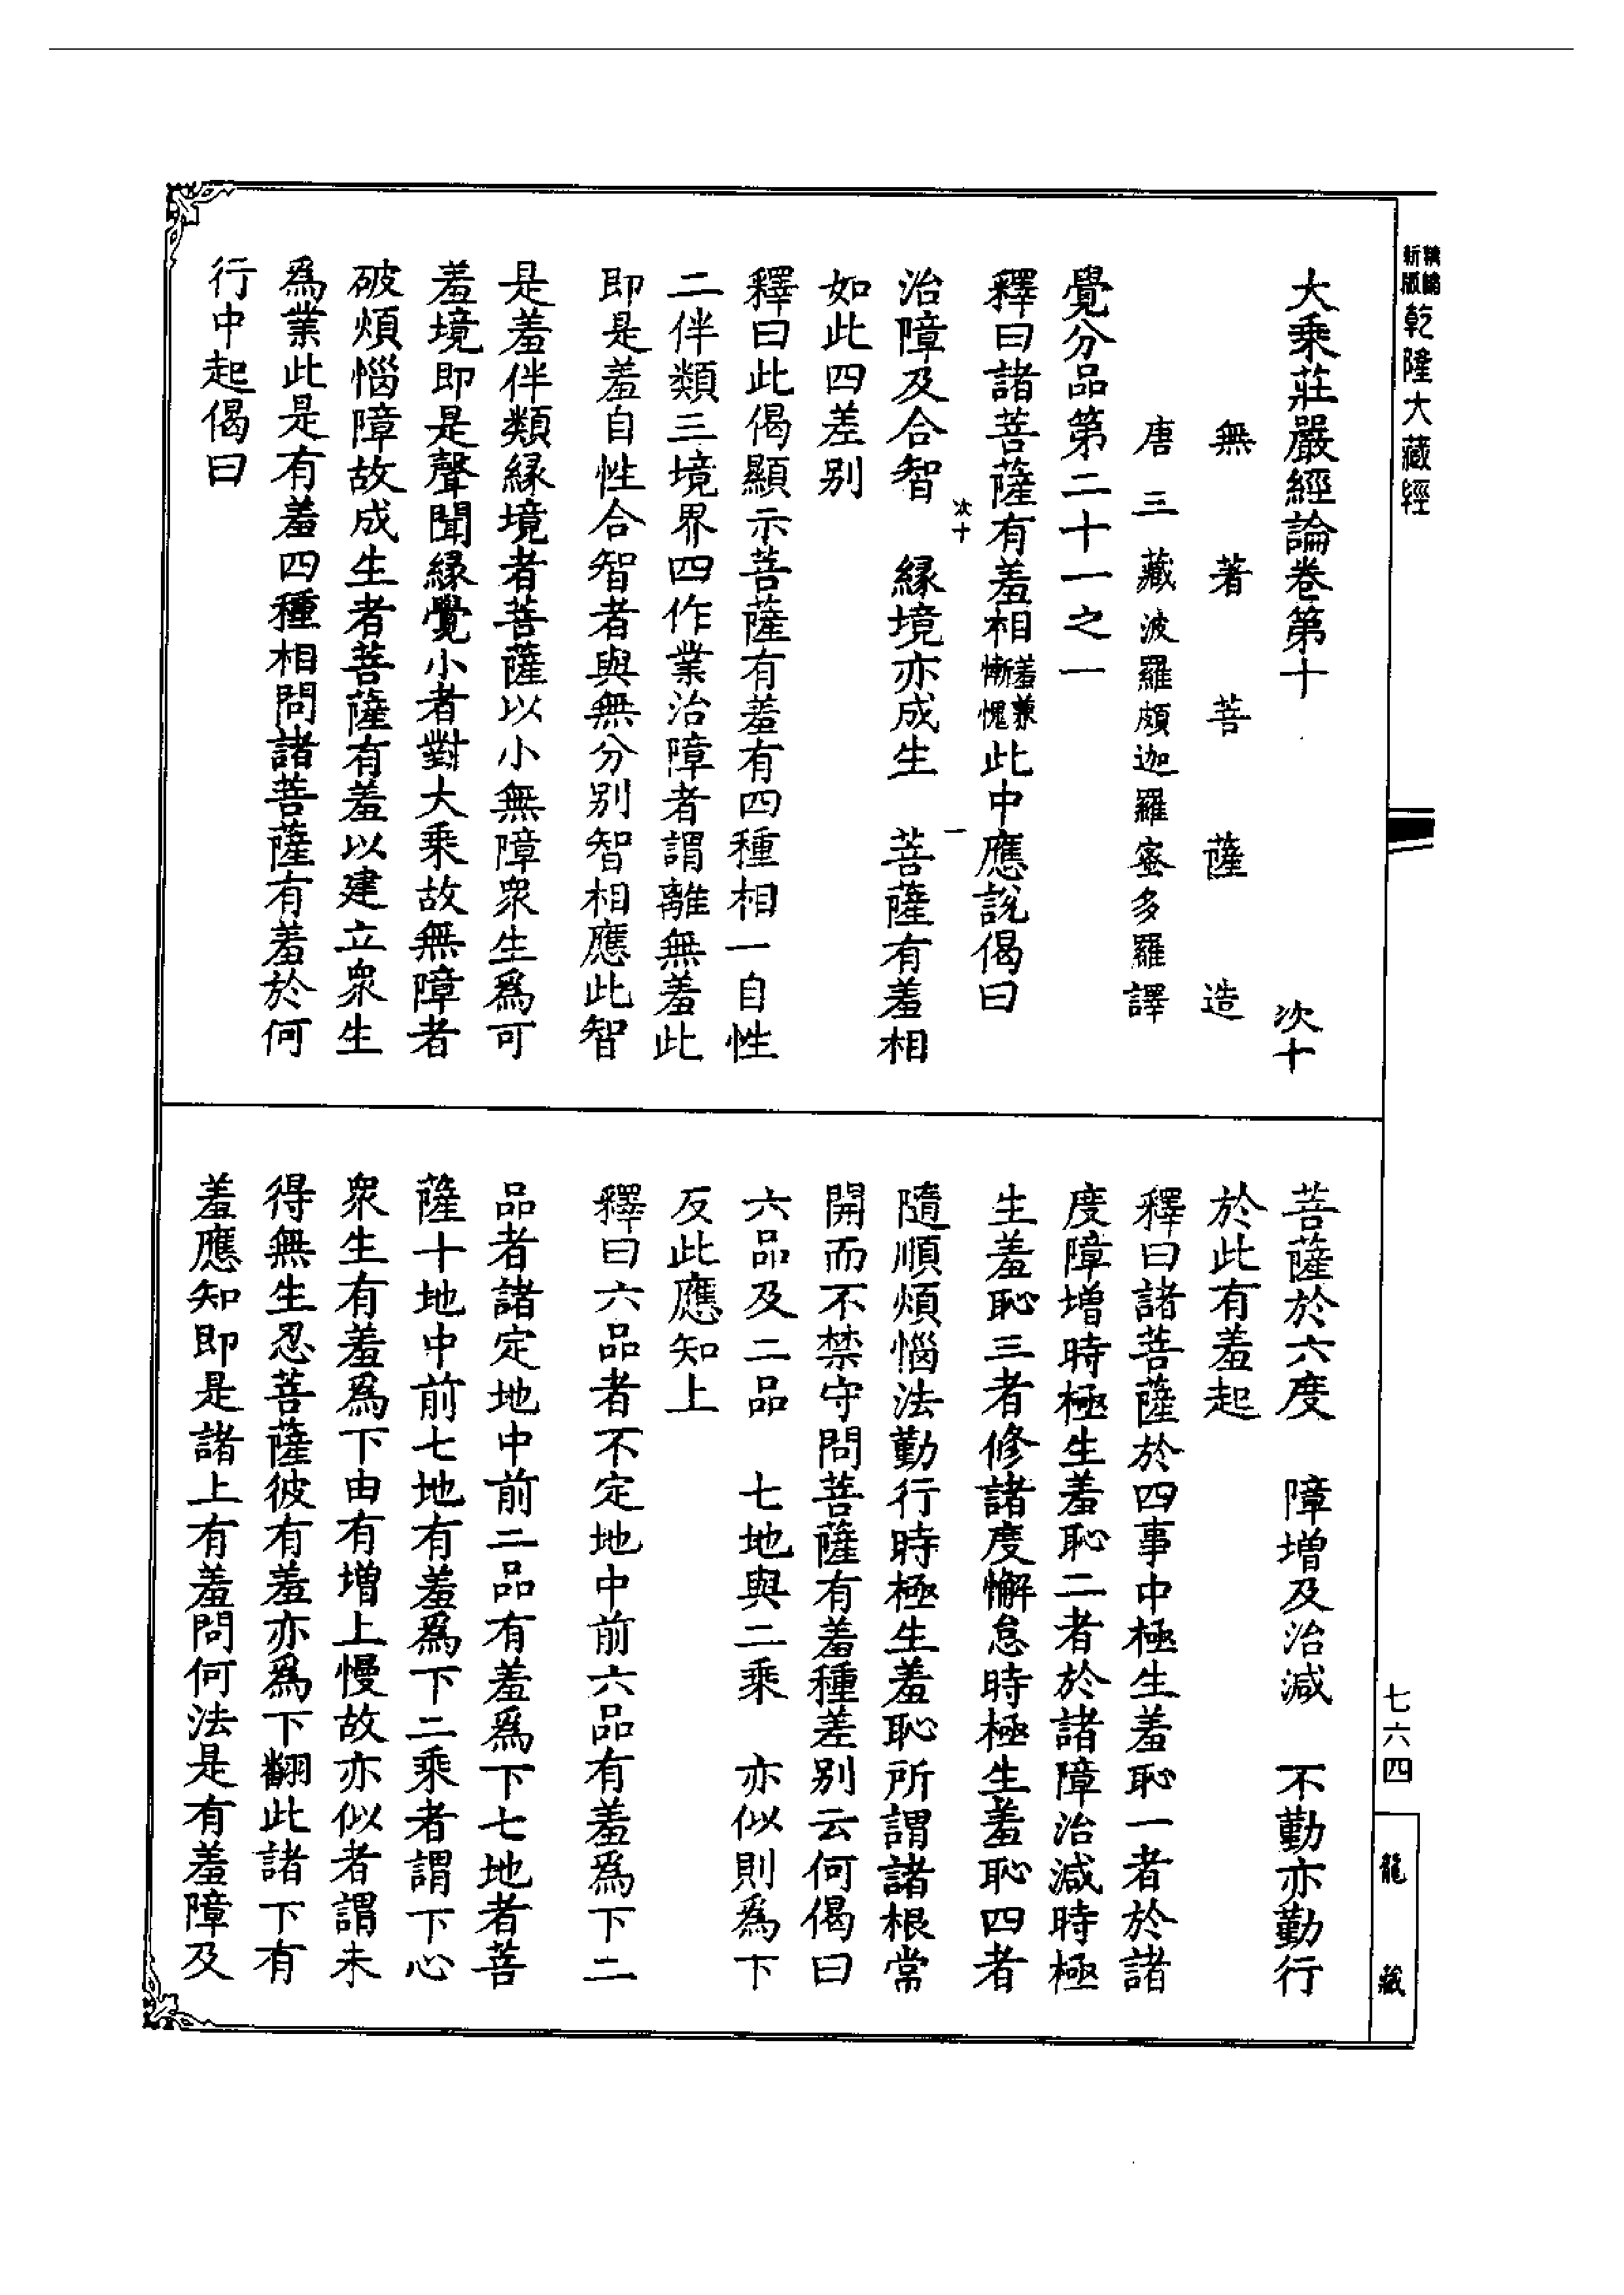 精編
新版
乾隆大藏經
大乘莊嚴經論卷第十　次十
無著菩薩造
唐三藏波羅頗迦羅蜜多羅譯
覺分品第二十一之一
釋曰諸菩薩有羞相羞兼慚愧此中應說偈曰
次十　一
治障及合智　緣境亦成生　菩薩有羞相
如此四差别
釋曰此偈顯示菩薩有羞有四種相一自性
二伴類三境界四作業治障者謂離無羞此
即是羞自性合智者與無分别智相應此智
是羞伴類緣境者菩薩以小無障衆生爲可
羞境即是聲聞緣覺小者對大乘故無障者
破煩惱障故成生者菩薩有羞以建立衆生
爲業此是有羞四種相問諸菩薩有羞於何
行中起偈曰
菩薩於六度　障增及治減　不勤亦勤行
於此有羞起
釋曰諸菩薩於四事中極生羞恥一者於諸
度障增時極生羞恥二者於諸障治減時極
生羞恥三者修諸度懈怠時極生羞恥四者
隨順煩惱法勤行時極生羞恥所謂諸根常
開而不禁守問菩薩有羞種差别云何偈曰
六品及二品　七地與二乘　亦似則爲下
反此應知上
釋曰六品者不定地中前六品有羞爲下二
品者諸定地中前二品有羞爲下七地者菩
薩十地中前七地有羞爲下二乘者謂下心
衆生有羞爲下由有增上慢故亦似者謂未
得無生忍菩薩彼有羞亦爲下翻此諸下有
羞應知即是諸上有羞問何法是有羞障及
七六四
龍藏